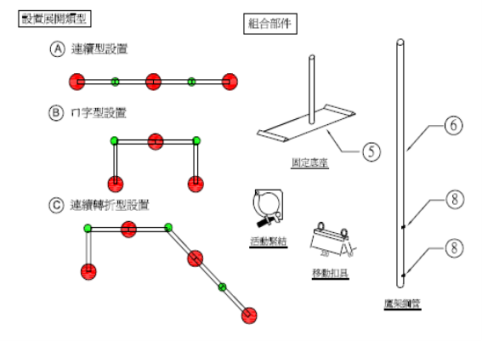 設置展開類型
Ⓐ 連續型設置
Ⓑ ㄇ字型設置
Ⓒ 連續轉折型設置
組合部件
⑤
固定底座
⑥
⑧
⑧
活動緊結
移動扣具
鷹架鋼管